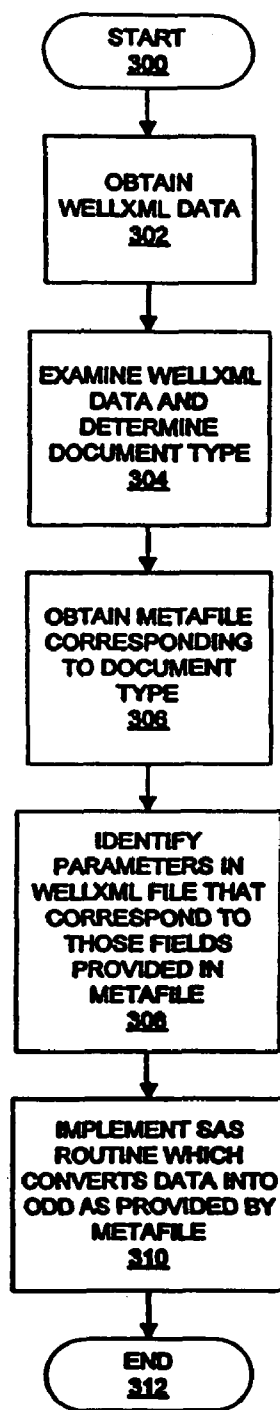 START
300
OBTAIN
WELLXML DATA
302
EXAMINE WELLXML
DATA AND
DETERMINE
DOCUMENT TYPE
304
OBTAIN METAFILE
CORRESPONDING
TO DOCUMENT
TYPE
306
IDENTIFY
PARAMETERS IN
WELLXML FILE THAT
CORRESPOND TO
THOSE FIELDS
PROVIDED IN
METAFILE
308
IMPLEMENT SAS
ROUTINE WHICH
CONVERTS DATA INTO
ODD AS PROVIDED BY
METAFILE
310
END
312